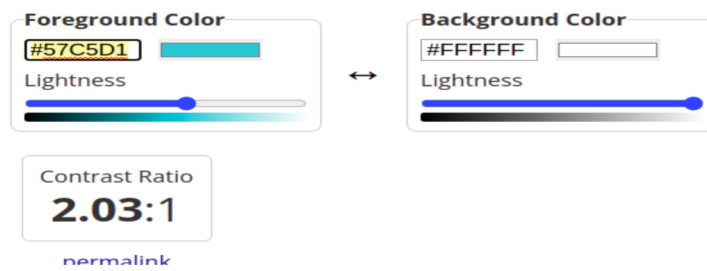 Foreground Color
#57C5D1
Lightness
↔
Background Color
#FFFFFF
Lightness
Contrast Ratio
2.03:1
permalink